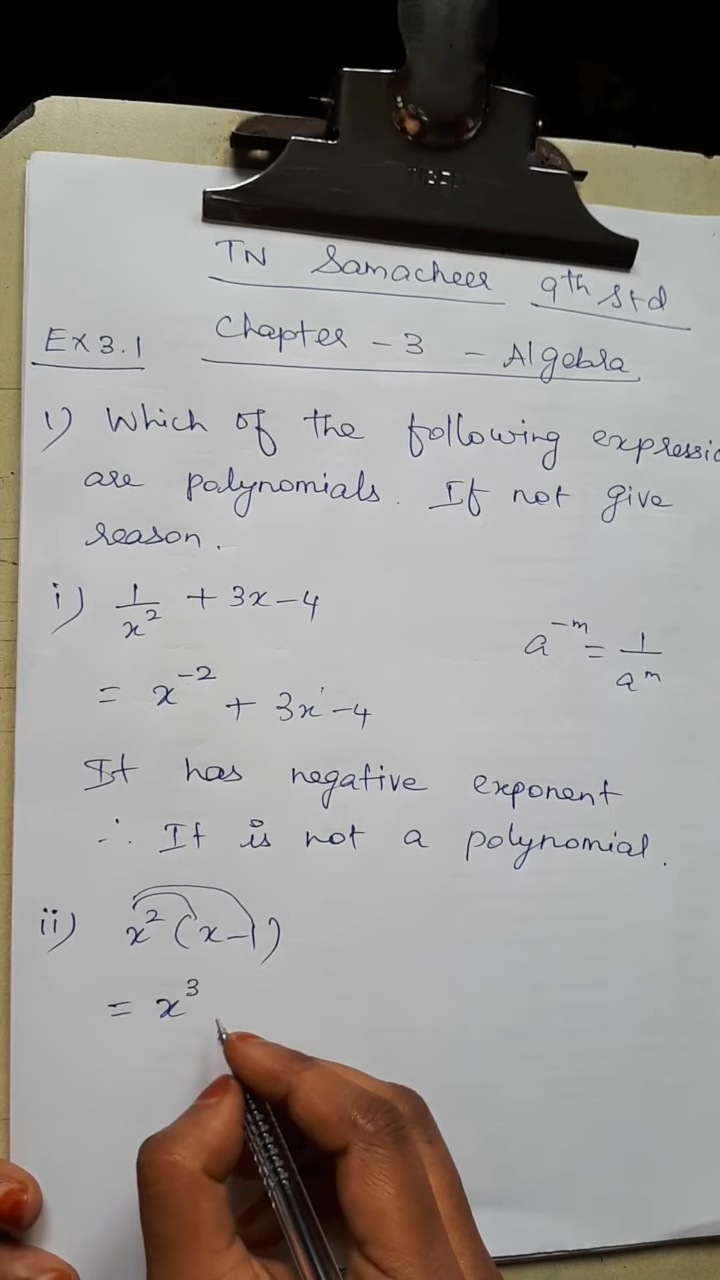 TN Samacheer 9th std
Ex 3.1 Chapter - 3 - Algebra
1) Which of the following expressio
are polynomials. If not give
reason.
i) 1/x² + 3x - 4
a⁻ᵐ = 1/aᵐ
= x⁻² + 3x¹ - 4
It has negative exponent
∴ It is not a polynomial.
ii) x² (x - 1)
= x³